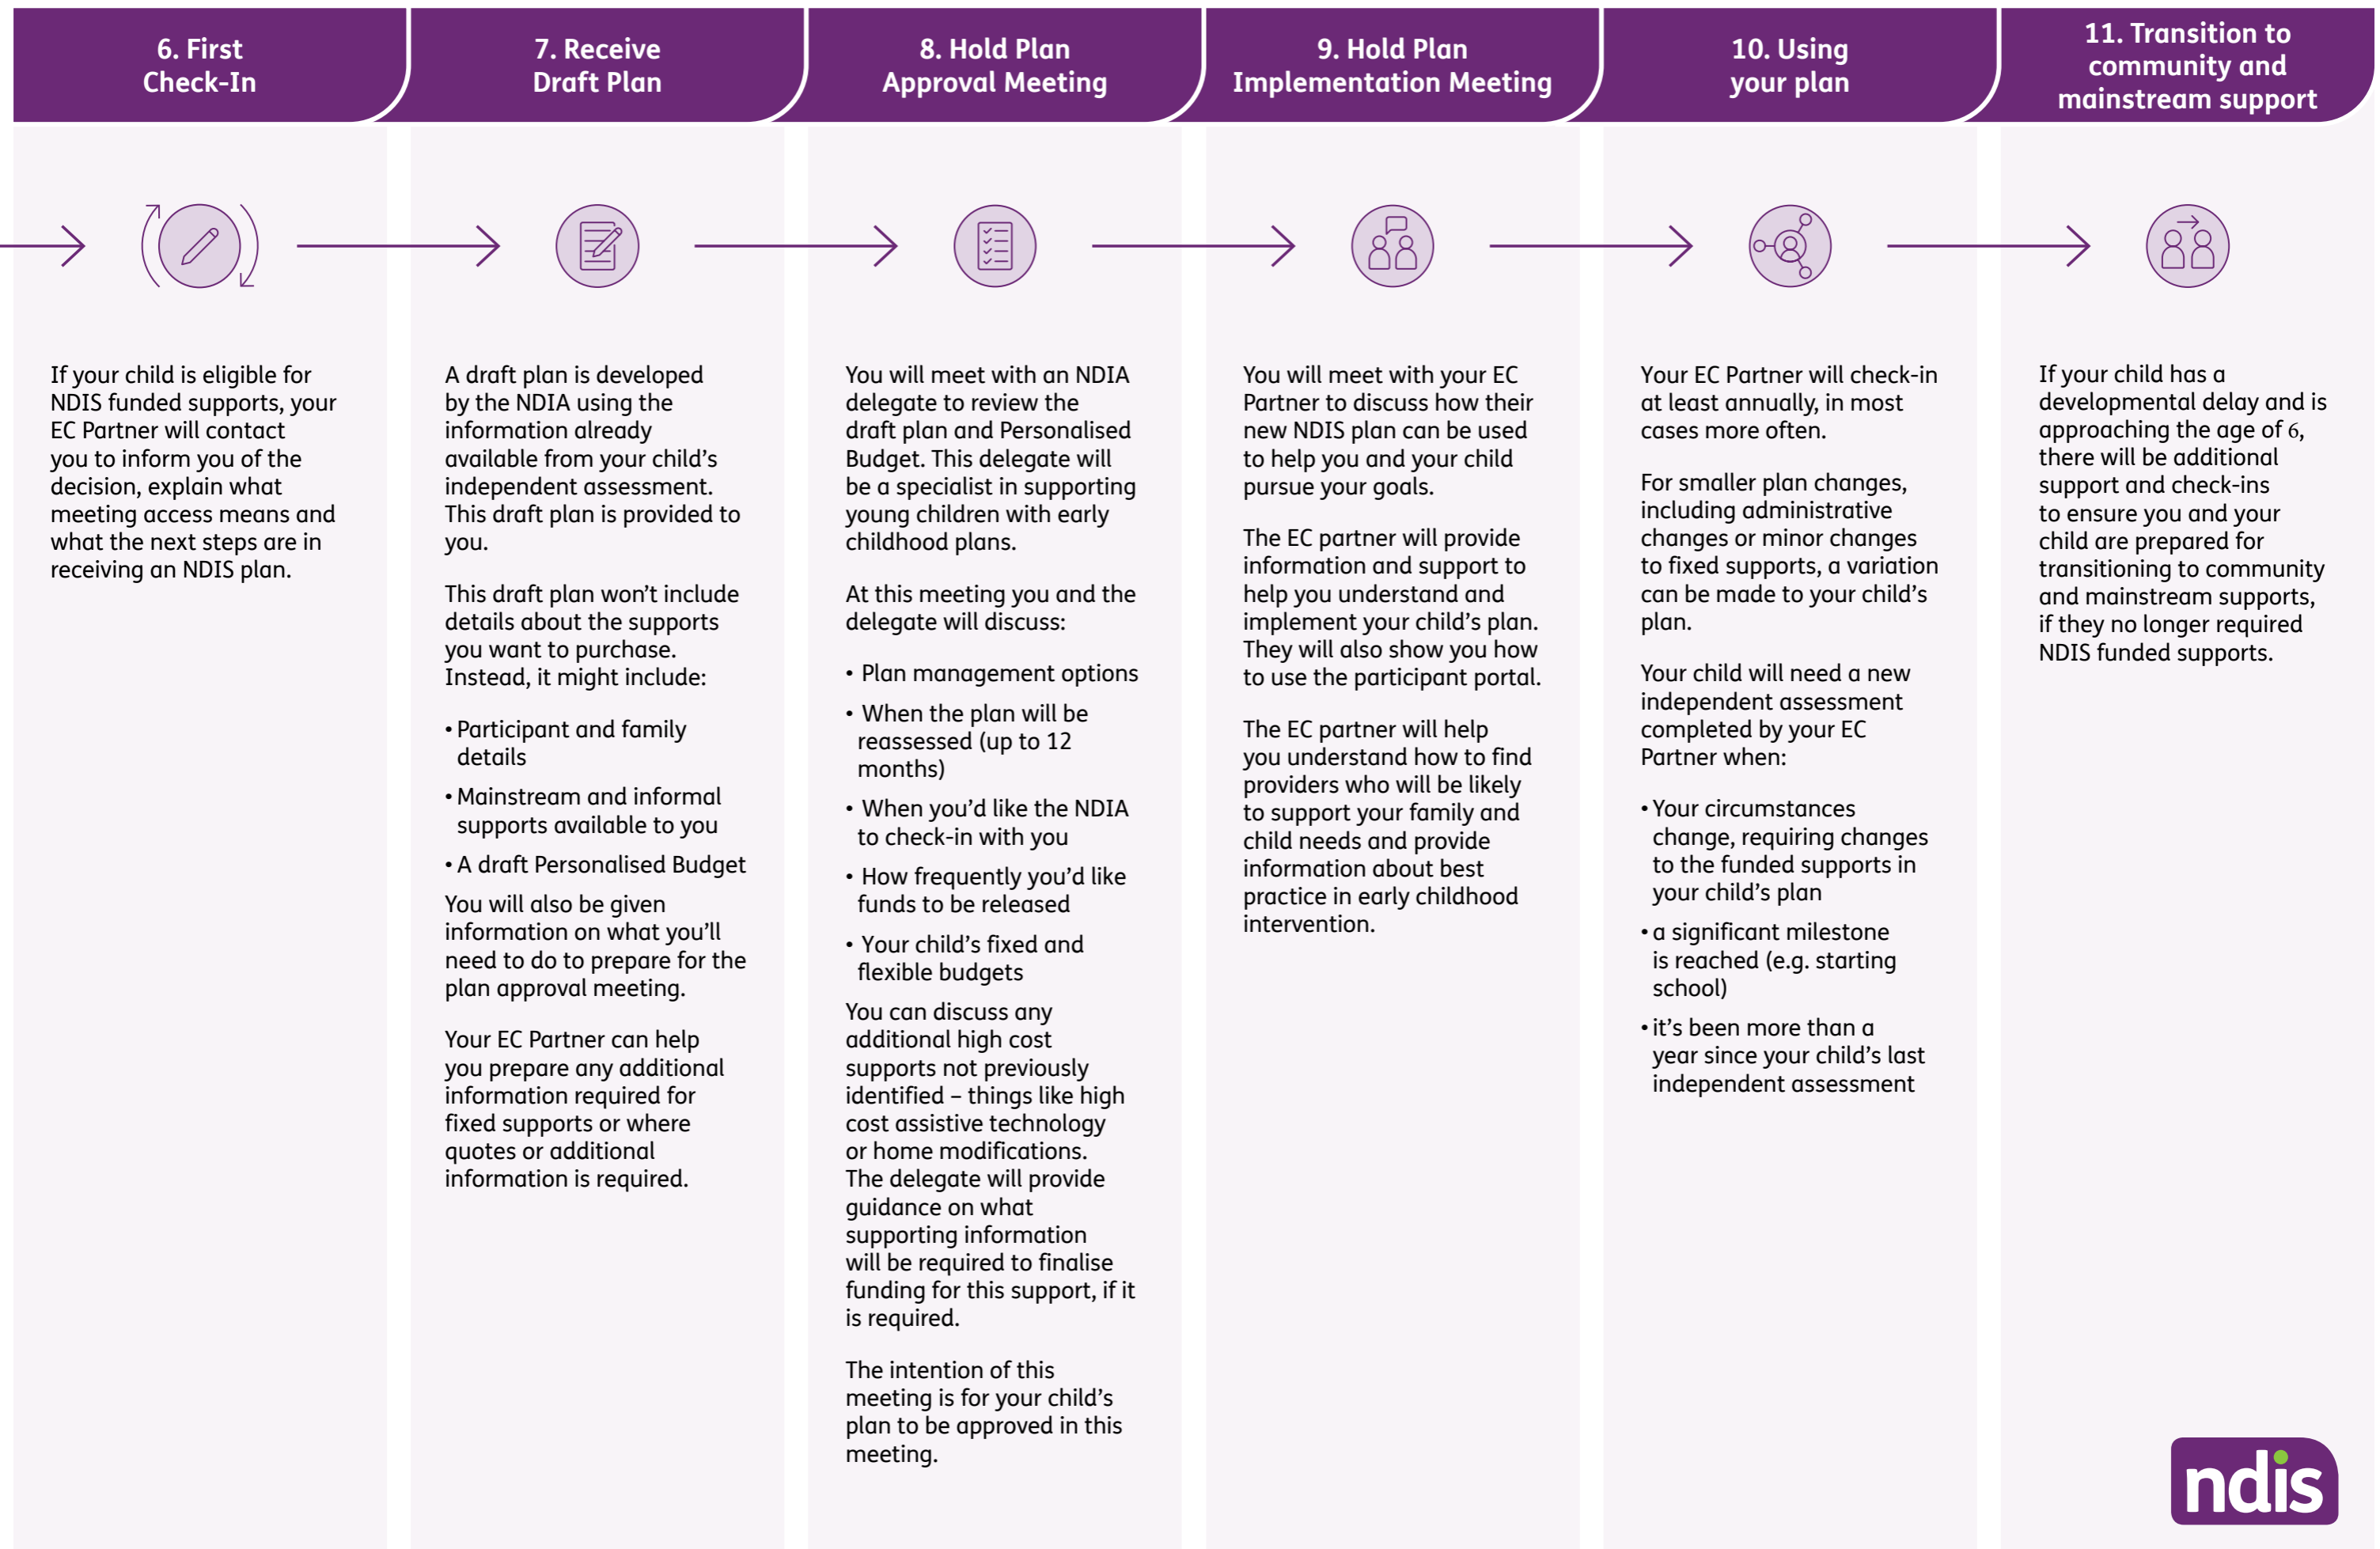 6. First
Check-In
If your child is eligible for
NDIS funded supports, your
EC Partner will contact
you to inform you of the
decision, explain what
meeting access means and
what the next steps are in
receiving an NDIS plan.
7. Receive
Draft Plan
A draft plan is developed
by the NDIA using the
information already
available from your child’s
independent assessment.
This draft plan is provided to
you.
This draft plan won’t include
details about the supports
you want to purchase.
Instead, it might include:
• Participant and family
details
• Mainstream and informal
supports available to you
• A draft Personalised Budget
You will also be given
information on what you’ll
need to do to prepare for the
plan approval meeting.
Your EC Partner can help
you prepare any additional
information required for
fixed supports or where
quotes or additional
information is required.
8. Hold Plan
Approval Meeting
You will meet with an NDIA
delegate to review the
draft plan and Personalised
Budget. This delegate will
be a specialist in supporting
young children with early
childhood plans.
At this meeting you and the
delegate will discuss:
• Plan management options
• When the plan will be
reassessed (up to 12
months)
• When you’d like the NDIA
to check-in with you
• How frequently you’d like
funds to be released
• Your child’s fixed and
flexible budgets
You can discuss any
additional high cost
supports not previously
identified – things like high
cost assistive technology
or home modifications.
The delegate will provide
guidance on what
supporting information
will be required to finalise
funding for this support, if it
is required.
The intention of this
meeting is for your child’s
plan to be approved in this
meeting.
9. Hold Plan
Implementation Meeting
You will meet with your EC
Partner to discuss how their
new NDIS plan can be used
to help you and your child
pursue your goals.
The EC partner will provide
information and support to
help you understand and
implement your child’s plan.
They will also show you how
to use the participant portal.
The EC partner will help
you understand how to find
providers who will be likely
to support your family and
child needs and provide
information about best
practice in early childhood
intervention.
10. Using
your plan
Your EC Partner will check-in
at least annually, in most
cases more often.
For smaller plan changes,
including administrative
changes or minor changes
to fixed supports, a variation
can be made to your child’s
plan.
Your child will need a new
independent assessment
completed by your EC
Partner when:
• Your circumstances
change, requiring changes
to the funded supports in
your child’s plan
• a significant milestone
is reached (e.g. starting
school)
• it’s been more than a
year since your child’s last
independent assessment
11. Transition to
community and
mainstream support
If your child has a
developmental delay and is
approaching the age of 6,
there will be additional
support and check-ins
to ensure you and your
child are prepared for
transitioning to community
and mainstream supports,
if they no longer required
NDIS funded supports.
ndis